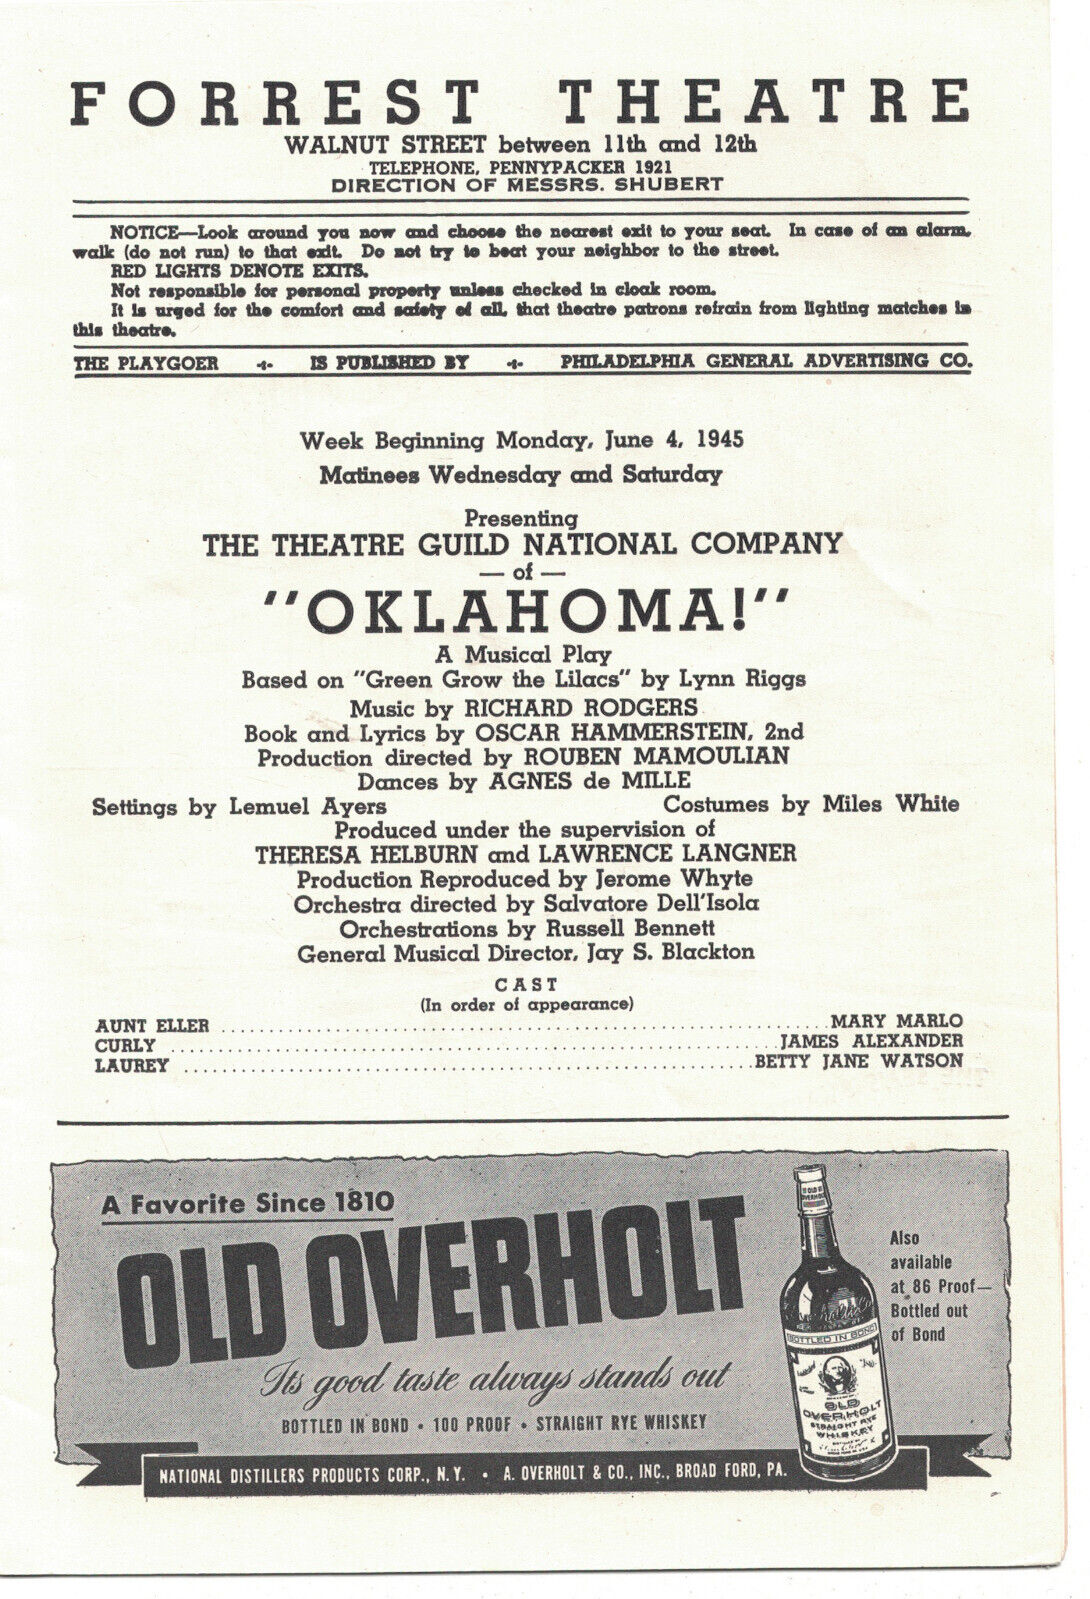 FORREST THEATRE
WALNUT STREET between 11th and 12th
TELEPHONE, PENNYPACKER 1921
DIRECTION OF MESSRS. SHUBERT
NOTICE—Look around you now and choose the nearest exit to your seat. In case of an alarm,
walk (do not run) to that exit. Do not try to beat your neighbor to the street.
RED LIGHTS DENOTE EXITS.
Not responsible for personal property unless checked in cloak room.
It is urged for the comfort and safety of all, that theatre patrons refrain from lighting matches in
this theatre.
THE PLAYGOER -:- IS PUBLISHED BY -:- PHILADELPHIA GENERAL ADVERTISING CO.
Week Beginning Monday, June 4, 1945
Matinees Wednesday and Saturday
Presenting
THE THEATRE GUILD NATIONAL COMPANY
— of —
"OKLAHOMA!"
A Musical Play
Based on "Green Grow the Lilacs" by Lynn Riggs
Music by RICHARD RODGERS
Book and Lyrics by OSCAR HAMMERSTEIN, 2nd
Production directed by ROUBEN MAMOULIAN
Dances by AGNES de MILLE
Settings by Lemuel Ayers Costumes by Miles White
Produced under the supervision of
THERESA HELBURN and LAWRENCE LANGNER
Production Reproduced by Jerome Whyte
Orchestra directed by Salvatore Dell'Isola
Orchestrations by Russell Bennett
General Musical Director, Jay S. Blackton
CAST
(In order of appearance)
AUNT ELLER ........ MARY MARLO
CURLY ........ JAMES ALEXANDER
LAUREY ........ BETTY JANE WATSON
A Favorite Since 1810
OLD OVERHOLT
Its good taste always stands out
BOTTLED IN BOND • 100 PROOF • STRAIGHT RYE WHISKEY
Also
available
at 86 Proof—
Bottled out
of Bond
OLD
OVERHOLT
BOTTLED IN BOND
OLD
OVERHOLT
STRAIGHT RYE
WHISKEY
NATIONAL DISTILLERS PRODUCTS CORP., N. Y. • A. OVERHOLT & CO., INC., BROAD FORD, PA.